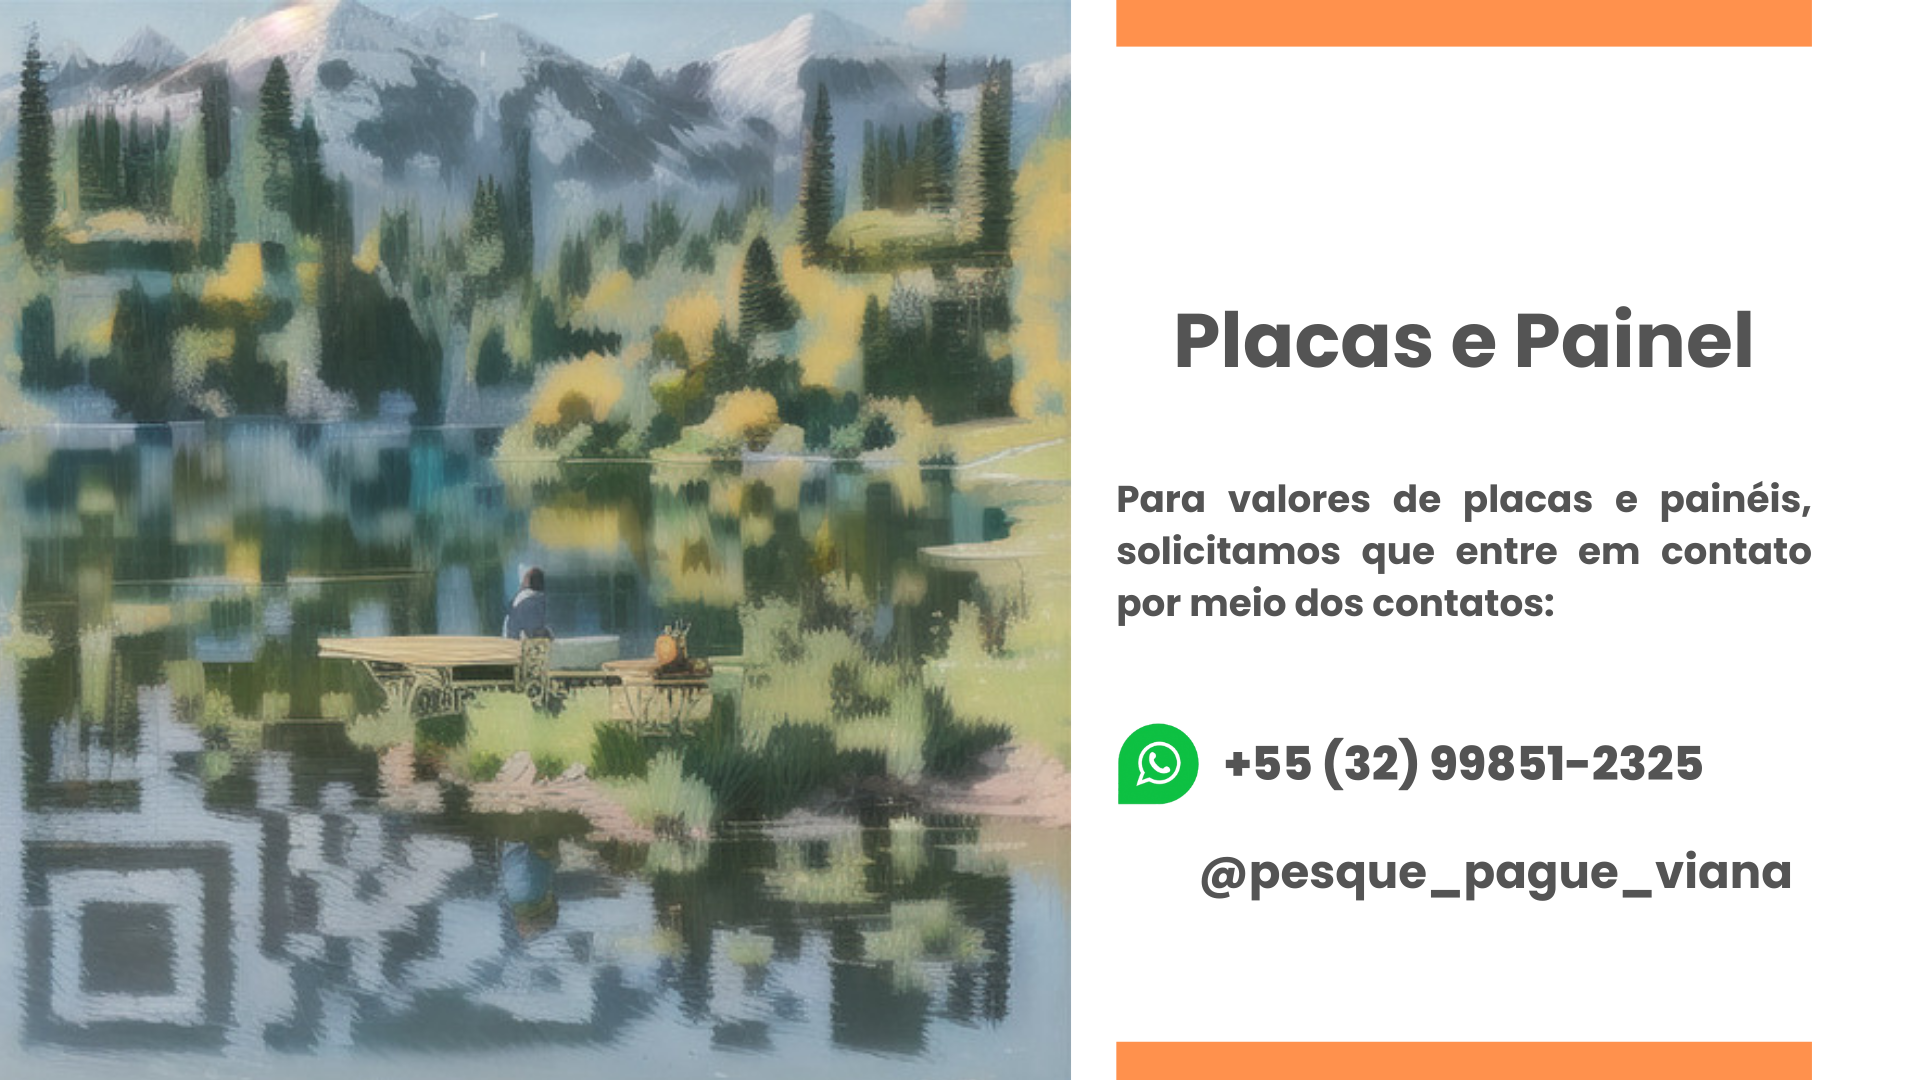 Placas e Painel
Para valores de placas e painéis,
solicitamos que entre em contato
por meio dos contatos:
+55 (32) 99851-2325
@pesque_pague_viana